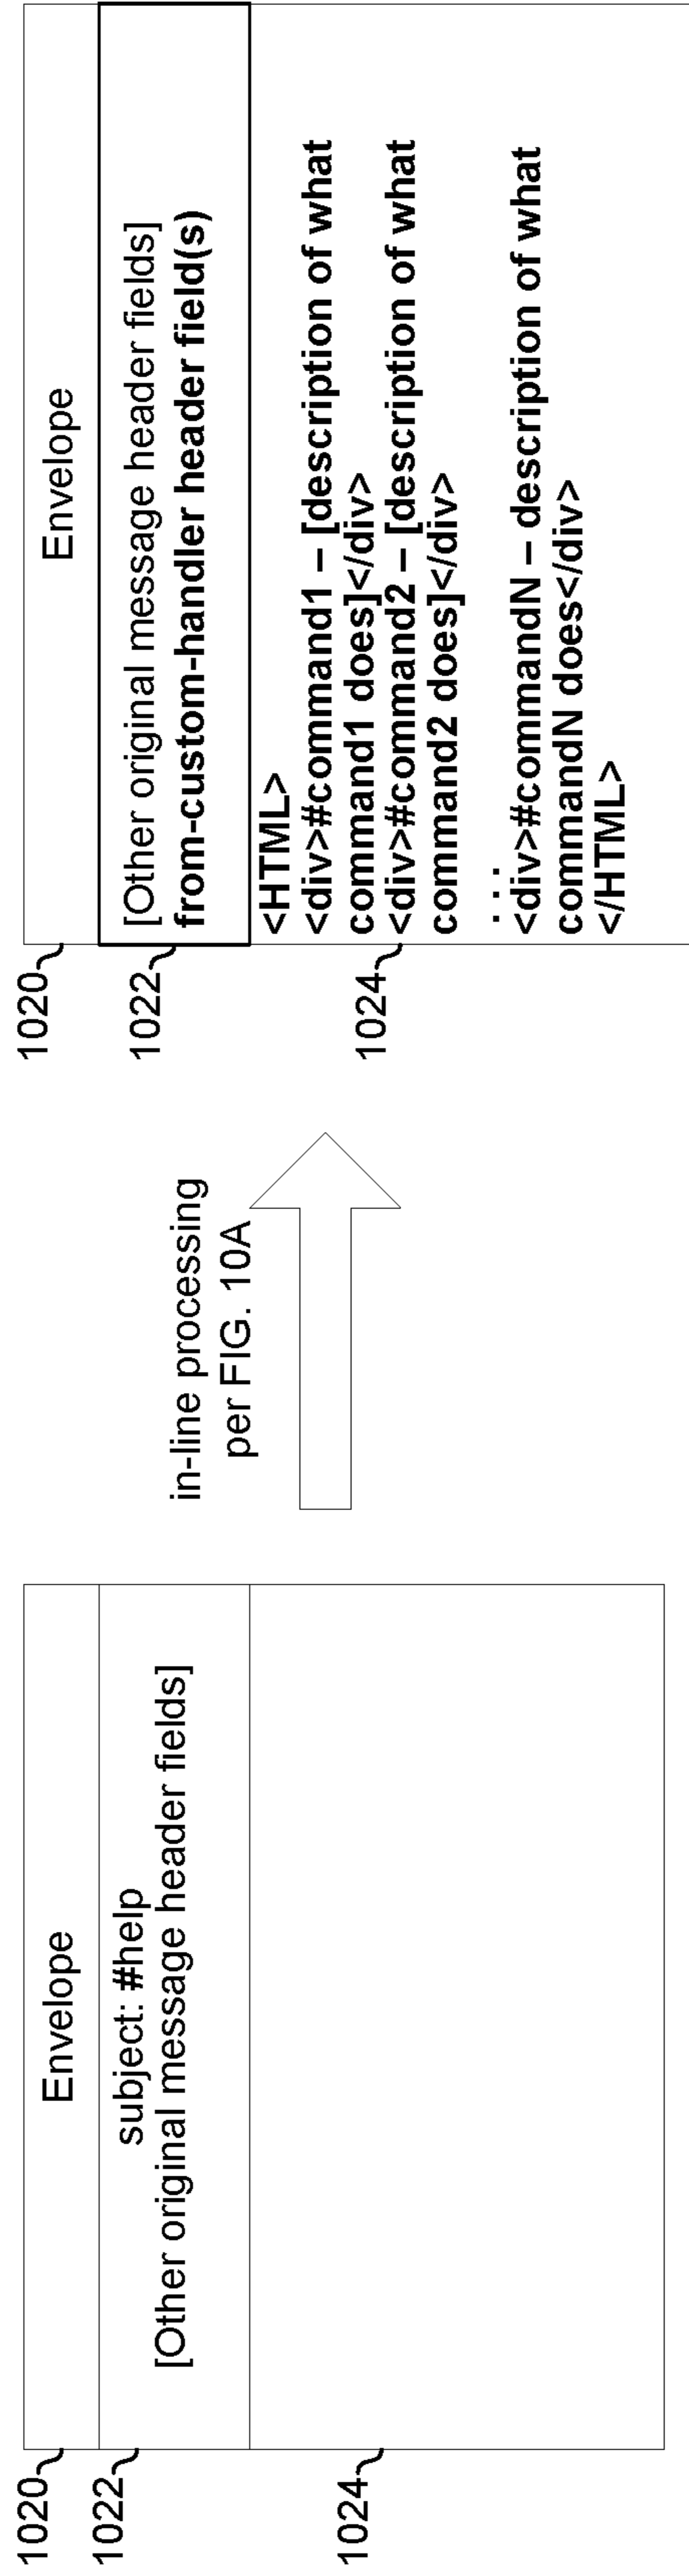 1020
Envelope
1022
subject: #help
[Other original message header fields]
1024
in-line processing
per FIG. 10A
1020
Envelope
1022
[Other original message header fields]
from-custom-handler header field(s)
1024
<HTML>
<div>#command1 – [description of what
command1 does]</div>
<div>#command2 – [description of what
command2 does]</div>
. . .
<div>#commandN – description of what
commandN does</div>
</HTML>